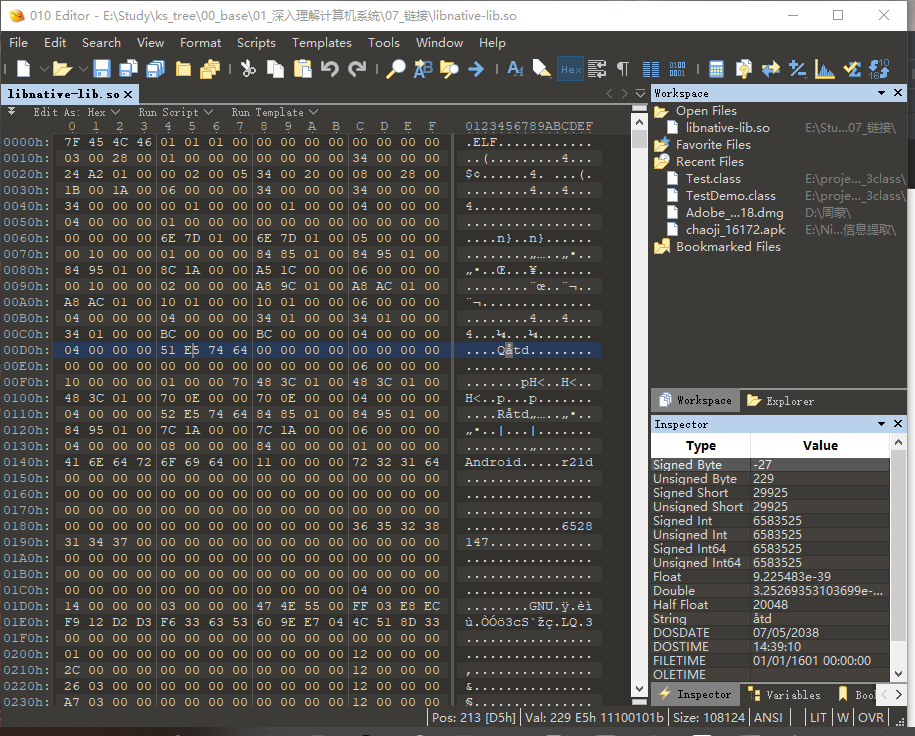 010 Editor - E:\Study\ks_tree\00_base\01_深入理解计算机系统\07_链接\libnative-lib.so
File Edit Search View Format Scripts Templates Tools Window Help
libnative-lib.so ×
Edit As: Hex Run Script Run Template
0 1 2 3 4 5 6 7 8 9 A B C D E F 0123456789ABCDEF
0000h: 7F 45 4C 46 01 01 01 00 00 00 00 00 00 00 00 00 .ELF............
0010h: 03 00 28 00 01 00 00 00 00 00 00 00 34 00 00 00 ..(.........4...
0020h: 24 A2 01 00 00 02 00 05 34 00 20 00 08 00 28 00 $¢......4. ...(.
0030h: 1B 00 1A 00 06 00 00 00 34 00 00 00 34 00 00 00 ........4...4...
0040h: 34 00 00 00 00 01 00 00 00 01 00 00 04 00 00 00 4...............
0050h: 04 00 00 00 01 00 00 00 00 00 00 00 00 00 00 00 ................
0060h: 00 00 00 00 6E 7D 01 00 6E 7D 01 00 05 00 00 00 ....n}..n}......
0070h: 00 10 00 00 01 00 00 00 84 85 01 00 84 95 01 00 ........„…..„•..
0080h: 84 95 01 00 8C 1A 00 00 A5 1C 00 00 06 00 00 00 „•..Œ...¥.......
0090h: 00 10 00 00 02 00 00 00 A8 9C 01 00 A8 AC 01 00 ........¨œ..¨¬..
00A0h: A8 AC 01 00 10 01 00 00 10 01 00 00 06 00 00 00 ¨¬..............
00B0h: 04 00 00 00 04 00 00 00 34 01 00 00 34 01 00 00 ........4...4...
00C0h: 34 01 00 00 BC 00 00 00 BC 00 00 00 04 00 00 00 4...¼...¼.......
00D0h: 04 00 00 00 51 E5 74 64 00 00 00 00 00 00 00 00 ....Qåtd........
00E0h: 00 00 00 00 00 00 00 00 00 00 00 00 06 00 00 00 ................
00F0h: 10 00 00 00 01 00 00 70 48 3C 01 00 48 3C 01 00 .......pH<..H<..
0100h: 48 3C 01 00 70 0E 00 00 70 0E 00 00 04 00 00 00 H<..p...p.......
0110h: 04 00 00 00 52 E5 74 64 84 85 01 00 84 95 01 00 ....Råtd„…..„•..
0120h: 84 95 01 00 7C 1A 00 00 7C 1A 00 00 06 00 00 00 „•..|...|.......
0130h: 04 00 00 00 08 00 00 00 84 00 00 00 01 00 00 00 ........„.......
0140h: 41 6E 64 72 6F 69 64 00 11 00 00 00 72 32 31 64 Android.....r21d
0150h: 00 00 00 00 00 00 00 00 00 00 00 00 00 00 00 00 ................
0160h: 00 00 00 00 00 00 00 00 00 00 00 00 00 00 00 00 ................
0170h: 00 00 00 00 00 00 00 00 00 00 00 00 00 00 00 00 ................
0180h: 00 00 00 00 00 00 00 00 00 00 00 00 36 35 32 38 ............6528
0190h: 31 34 37 00 00 00 00 00 00 00 00 00 00 00 00 00 147.............
01A0h: 00 00 00 00 00 00 00 00 00 00 00 00 00 00 00 00 ................
01B0h: 00 00 00 00 00 00 00 00 00 00 00 00 00 00 00 00 ................
01C0h: 00 00 00 00 00 00 00 00 00 00 00 00 04 00 00 00 ................
01D0h: 14 00 00 00 03 00 00 00 47 4E 55 00 FF 03 E8 EC ........GNU.ÿ.èì
01E0h: F9 12 D2 D3 F6 33 63 53 60 9E E7 04 4C 51 8D 33 ù.ÒÓö3cS`žç.LQ.3
01F0h: 00 00 00 00 00 00 00 00 00 00 00 00 00 00 00 00 ................
0200h: 01 00 00 00 00 00 00 00 00 00 00 00 12 00 00 00 ................
0210h: 2C 00 00 00 00 00 00 00 00 00 00 00 12 00 00 00 ,...............
0220h: 26 03 00 00 00 00 00 00 00 00 00 00 12 00 00 00 &...............
0230h: A7 03 00 00 00 00 00 00 00 00 00 00 12 00 00 00 §...............
Workspace
Open Files
libnative-lib.so E:\Stu...07_链接\
Favorite Files
Recent Files
Test.class E:\proje..._3class\
TestDemo.class E:\proje..._3class\
Adobe_...18.dmg D:\周蒙\
chaoji_16172.apk E:\Ni...信息提取\
Bookmarked Files
Workspace Explorer
Inspector
Type Value
Signed Byte -27
Unsigned Byte 229
Signed Short 29925
Unsigned Short 29925
Signed Int 6583525
Unsigned Int 6583525
Signed Int64 6583525
Unsigned Int64 6583525
Float 9.225483e-39
Double 3.25269353103699e-...
Half Float 20048
String åtd
DOSDATE 07/05/2038
DOSTIME 14:39:10
FILETIME 01/01/1601 00:00:00
OLETIME
Inspector Variables Boo
Pos: 213 [D5h] Val: 229 E5h 11100101b Size: 108124 ANSI LIT W OVR